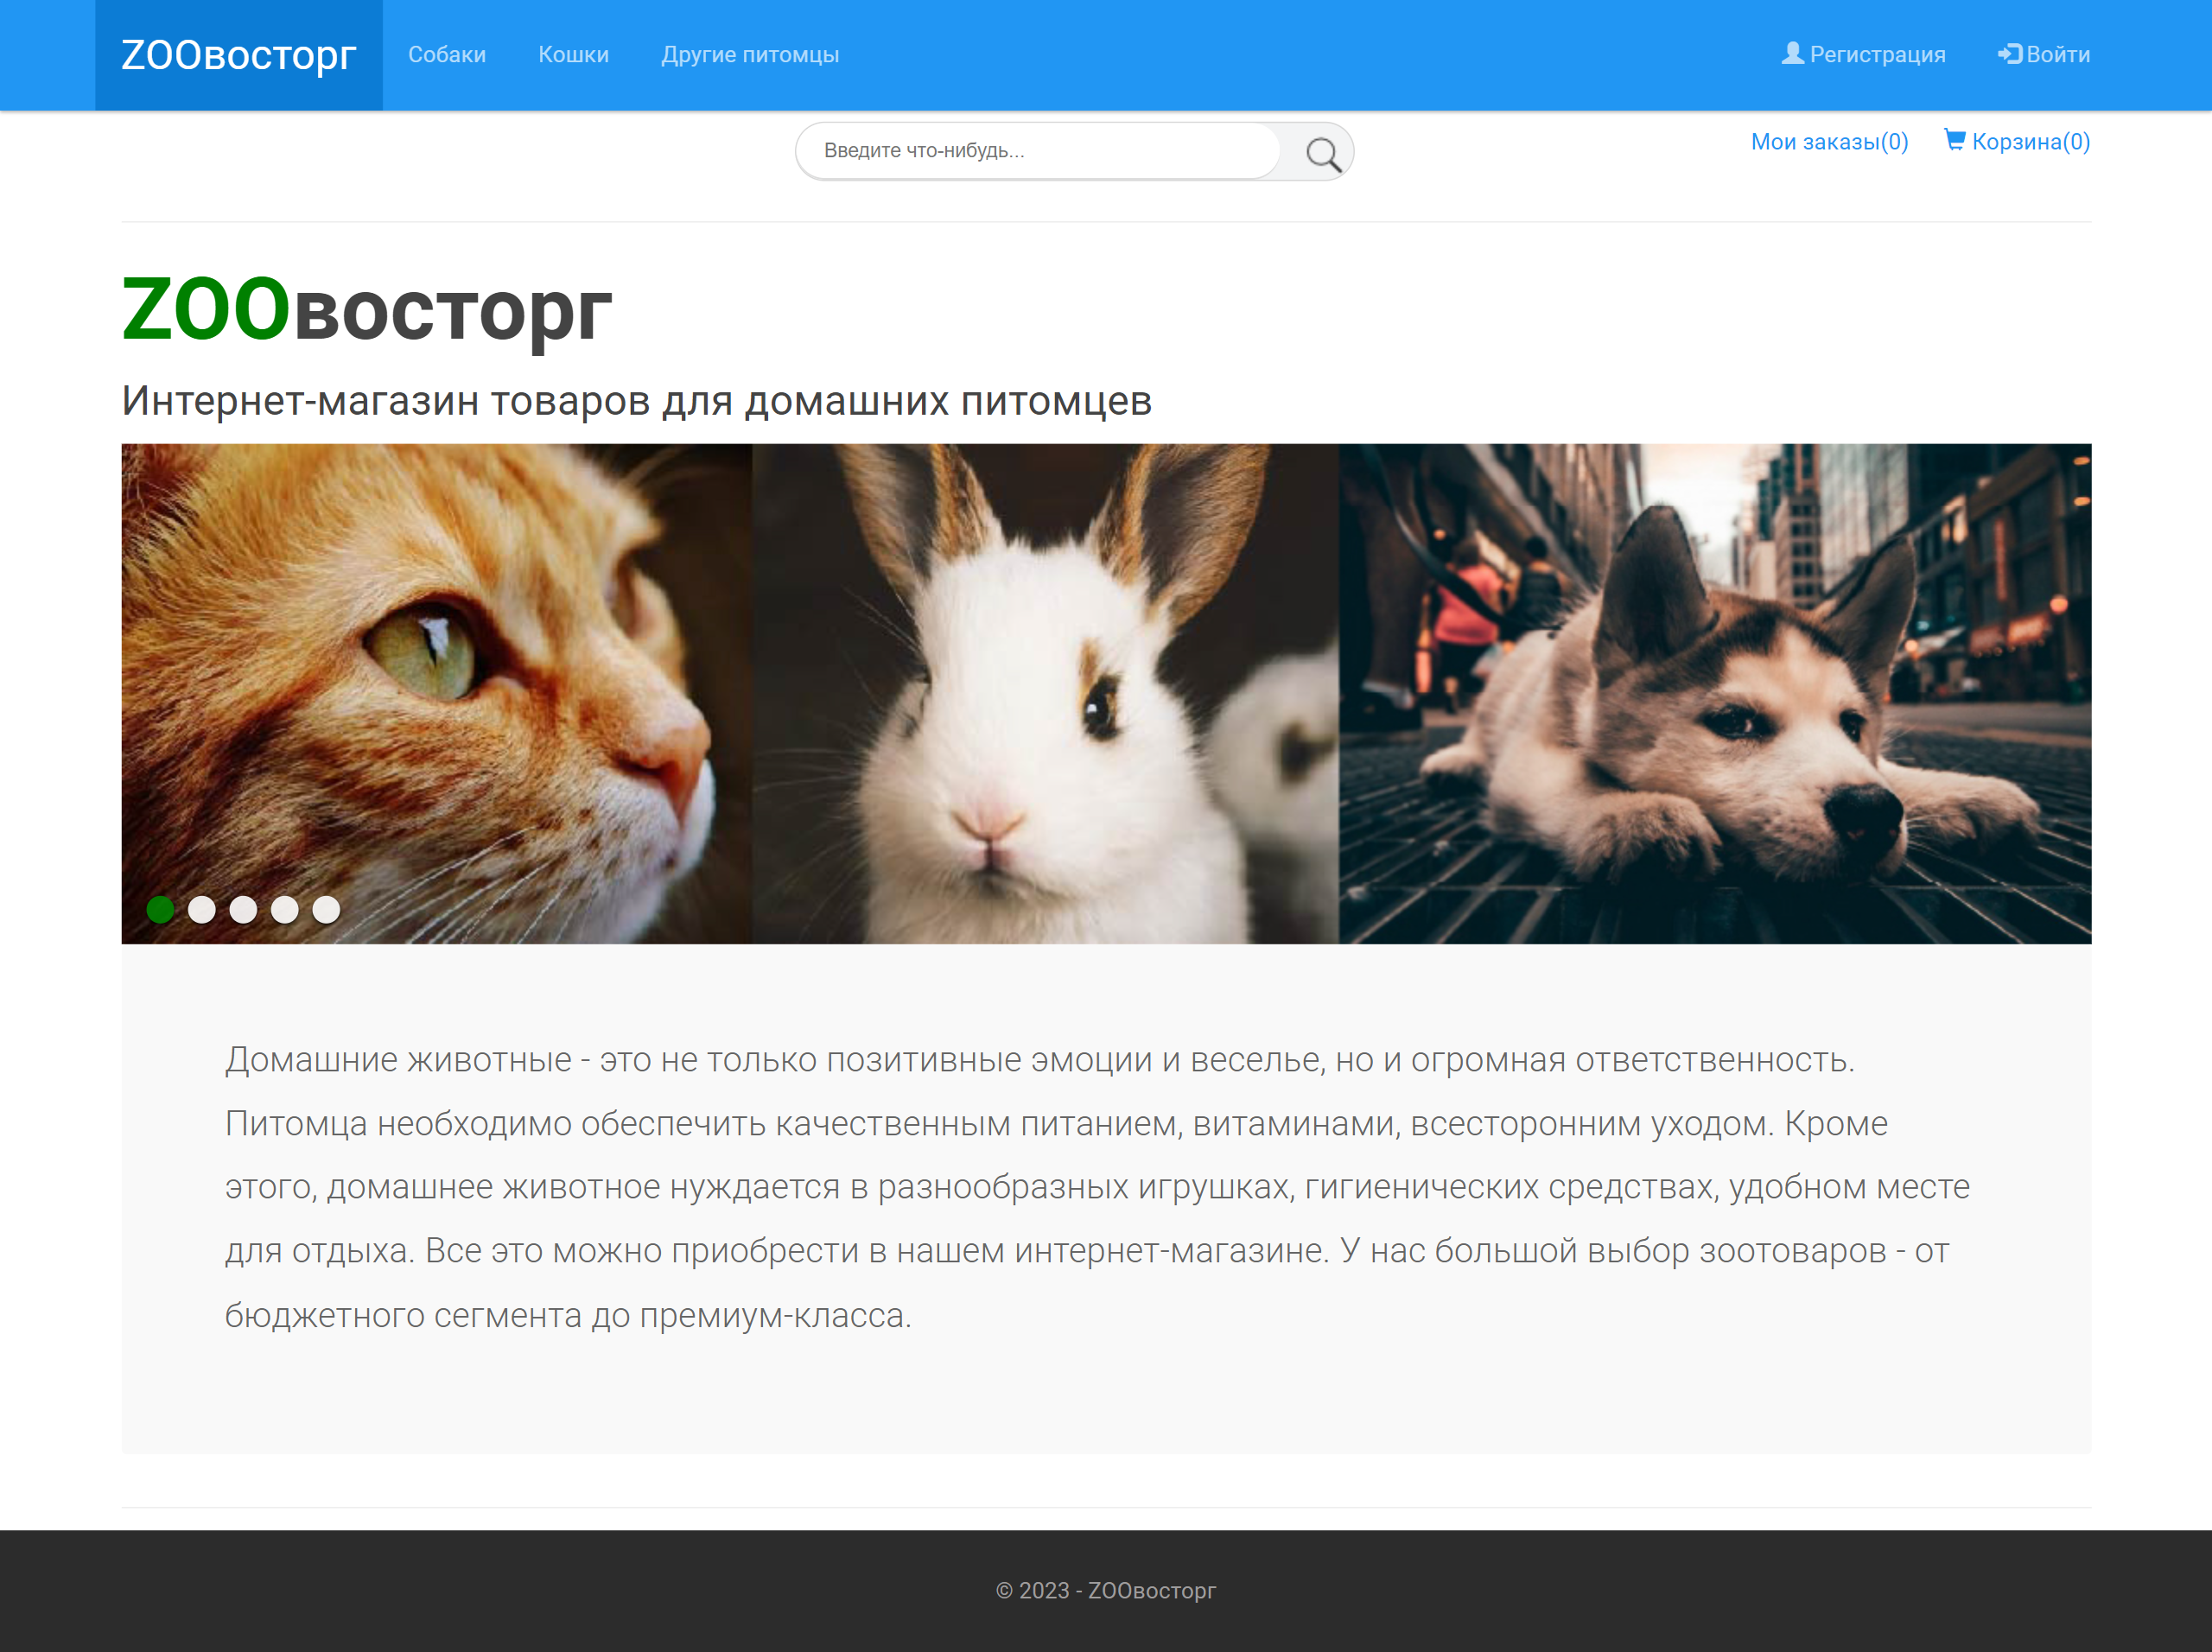 ZOOвосторг Собаки Кошки Другие питомцы Регистрация Войти
Введите что-нибудь... Мои заказы(0) Корзина(0)
ZOOвосторг
Интернет-магазин товаров для домашних питомцев
Домашние животные - это не только позитивные эмоции и веселье, но и огромная ответственность.
Питомца необходимо обеспечить качественным питанием, витаминами, всесторонним уходом. Кроме
этого, домашнее животное нуждается в разнообразных игрушках, гигиенических средствах, удобном месте
для отдыха. Все это можно приобрести в нашем интернет-магазине. У нас большой выбор зоотоваров - от
бюджетного сегмента до премиум-класса.
© 2023 - ZOOвосторг